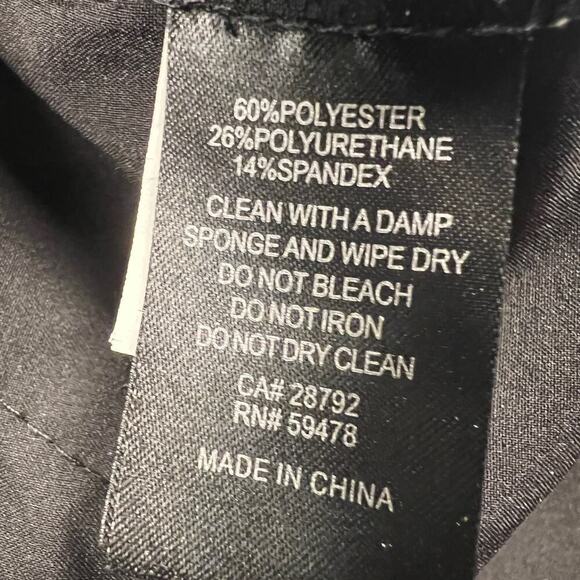 60%POLYESTER
26%POLYURETHANE
14%SPANDEX
CLEAN WITH A DAMP
SPONGE AND WIPE DRY
DO NOT BLEACH
DO NOT IRON
DO NOT DRY CLEAN
CA# 28792
RN# 59478
MADE IN CHINA